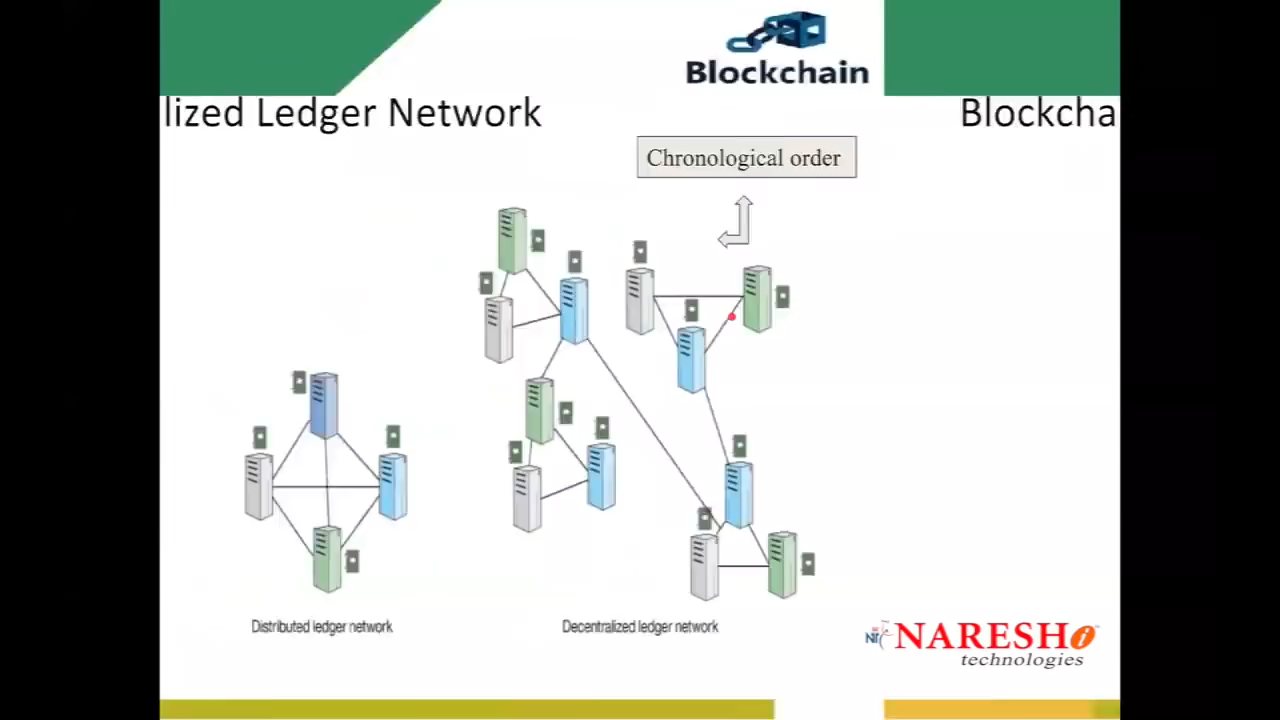 Blockchain
lized Ledger Network
Blockcha
Chronological order
Distributed ledger network
Decentralized ledger network
NARESH i
technologies